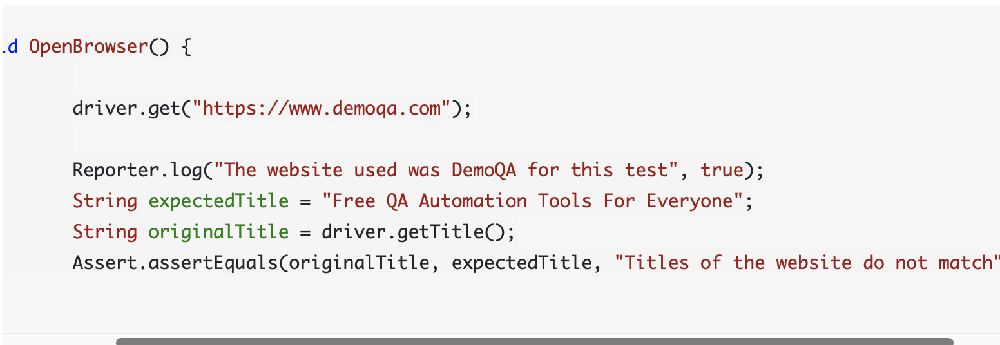 d OpenBrowser() {
driver.get("https://www.demoqa.com");
Reporter.log("The website used was DemoQA for this test", true);
String expectedTitle = "Free QA Automation Tools For Everyone";
String originalTitle = driver.getTitle();
Assert.assertEquals(originalTitle, expectedTitle, "Titles of the website do not match"